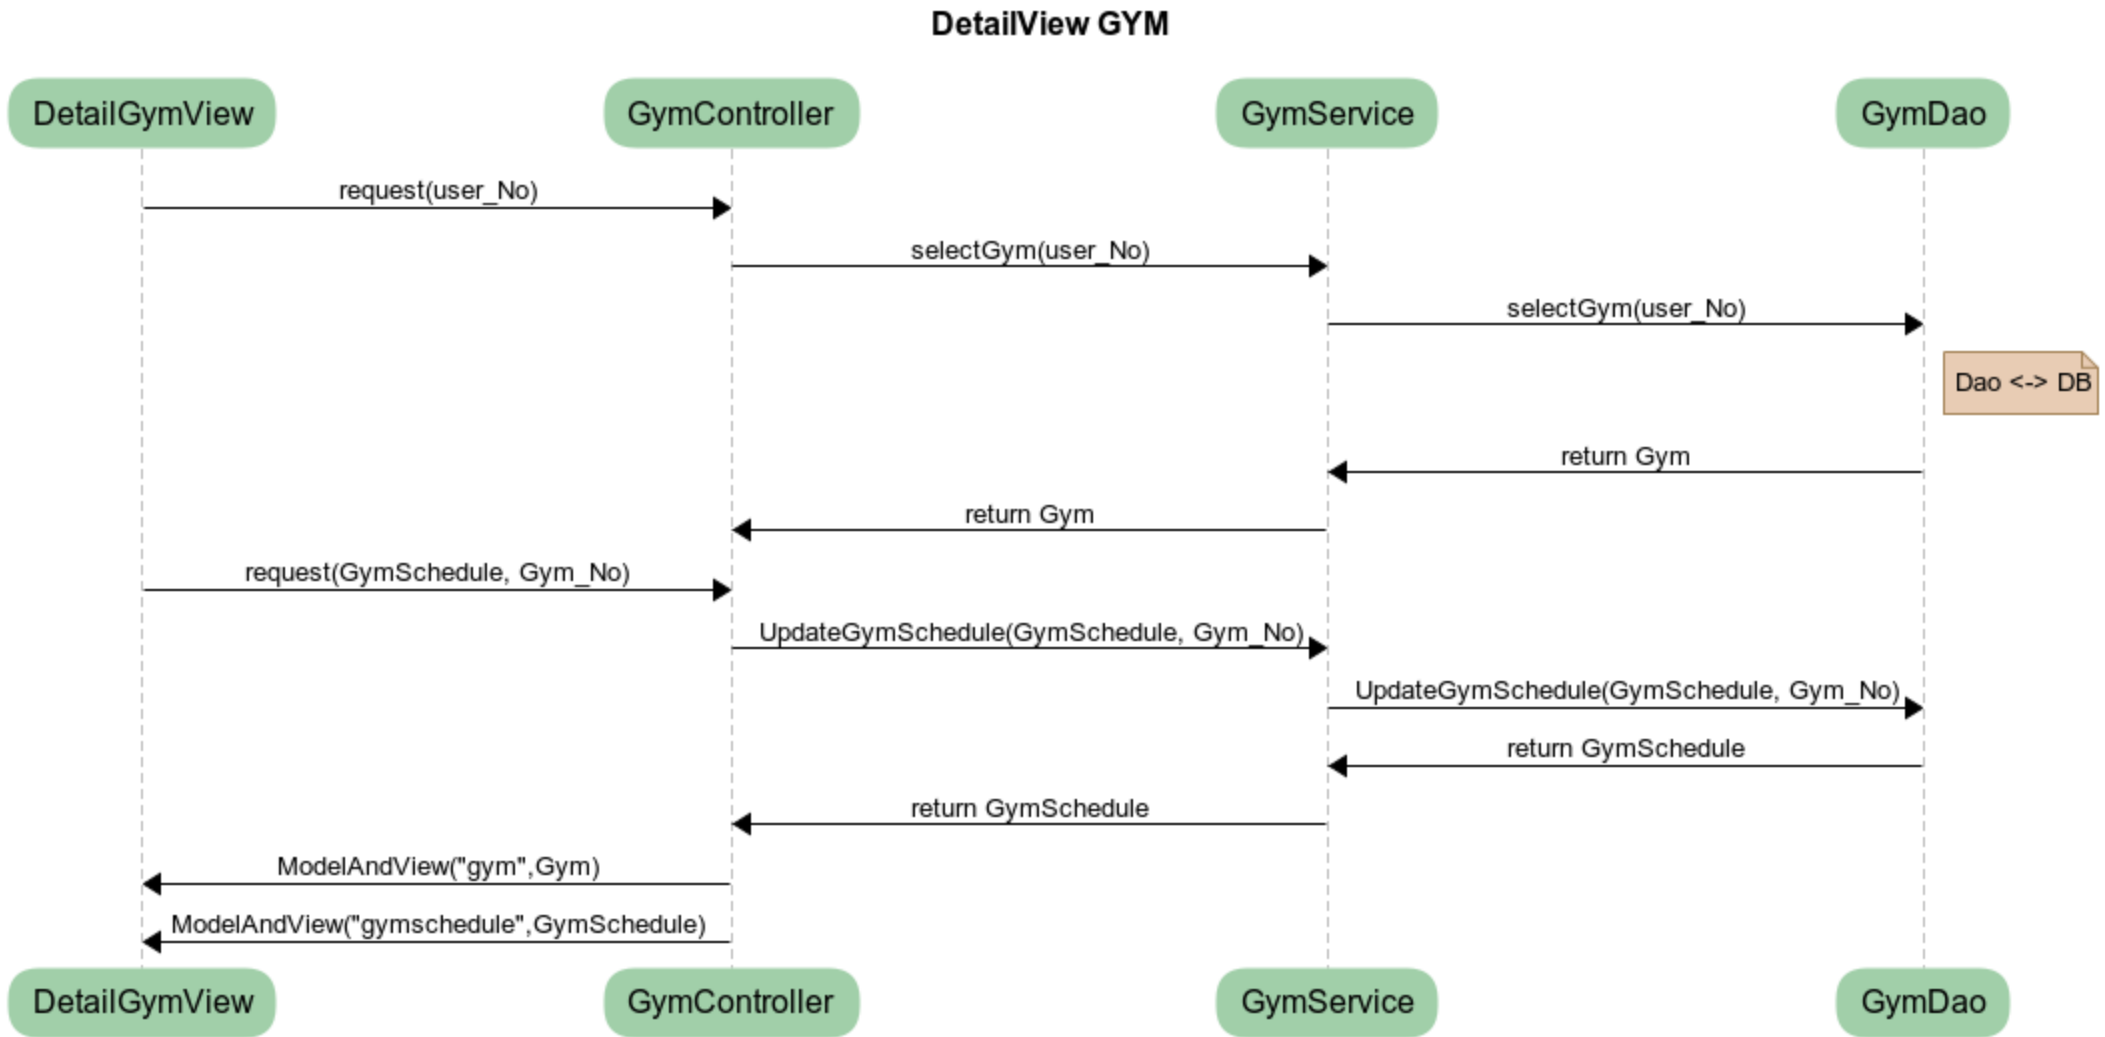 DetailView GYM
DetailGymView
GymController
GymService
GymDao
request(user_No)
selectGym(user_No)
selectGym(user_No)
Dao <-> DB
return Gym
return Gym
request(GymSchedule, Gym_No)
UpdateGymSchedule(GymSchedule, Gym_No)
UpdateGymSchedule(GymSchedule, Gym_No)
return GymSchedule
return GymSchedule
ModelAndView("gym",Gym)
ModelAndView("gymschedule",GymSchedule)
DetailGymView
GymController
GymService
GymDao